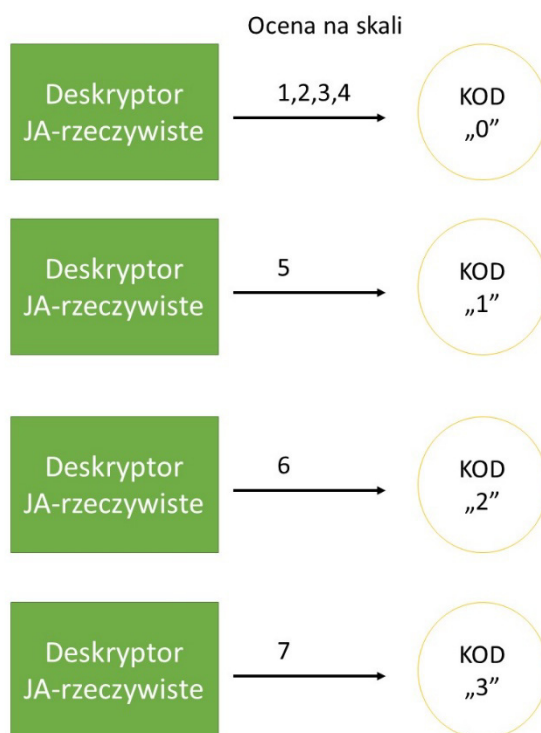 Ocena na skali
Deskryptor
JA-rzeczywiste
1,2,3,4
KOD
„0”
Deskryptor
JA-rzeczywiste
5
KOD
„1”
Deskryptor
JA-rzeczywiste
6
KOD
„2”
Deskryptor
JA-rzeczywiste
7
KOD
„3”